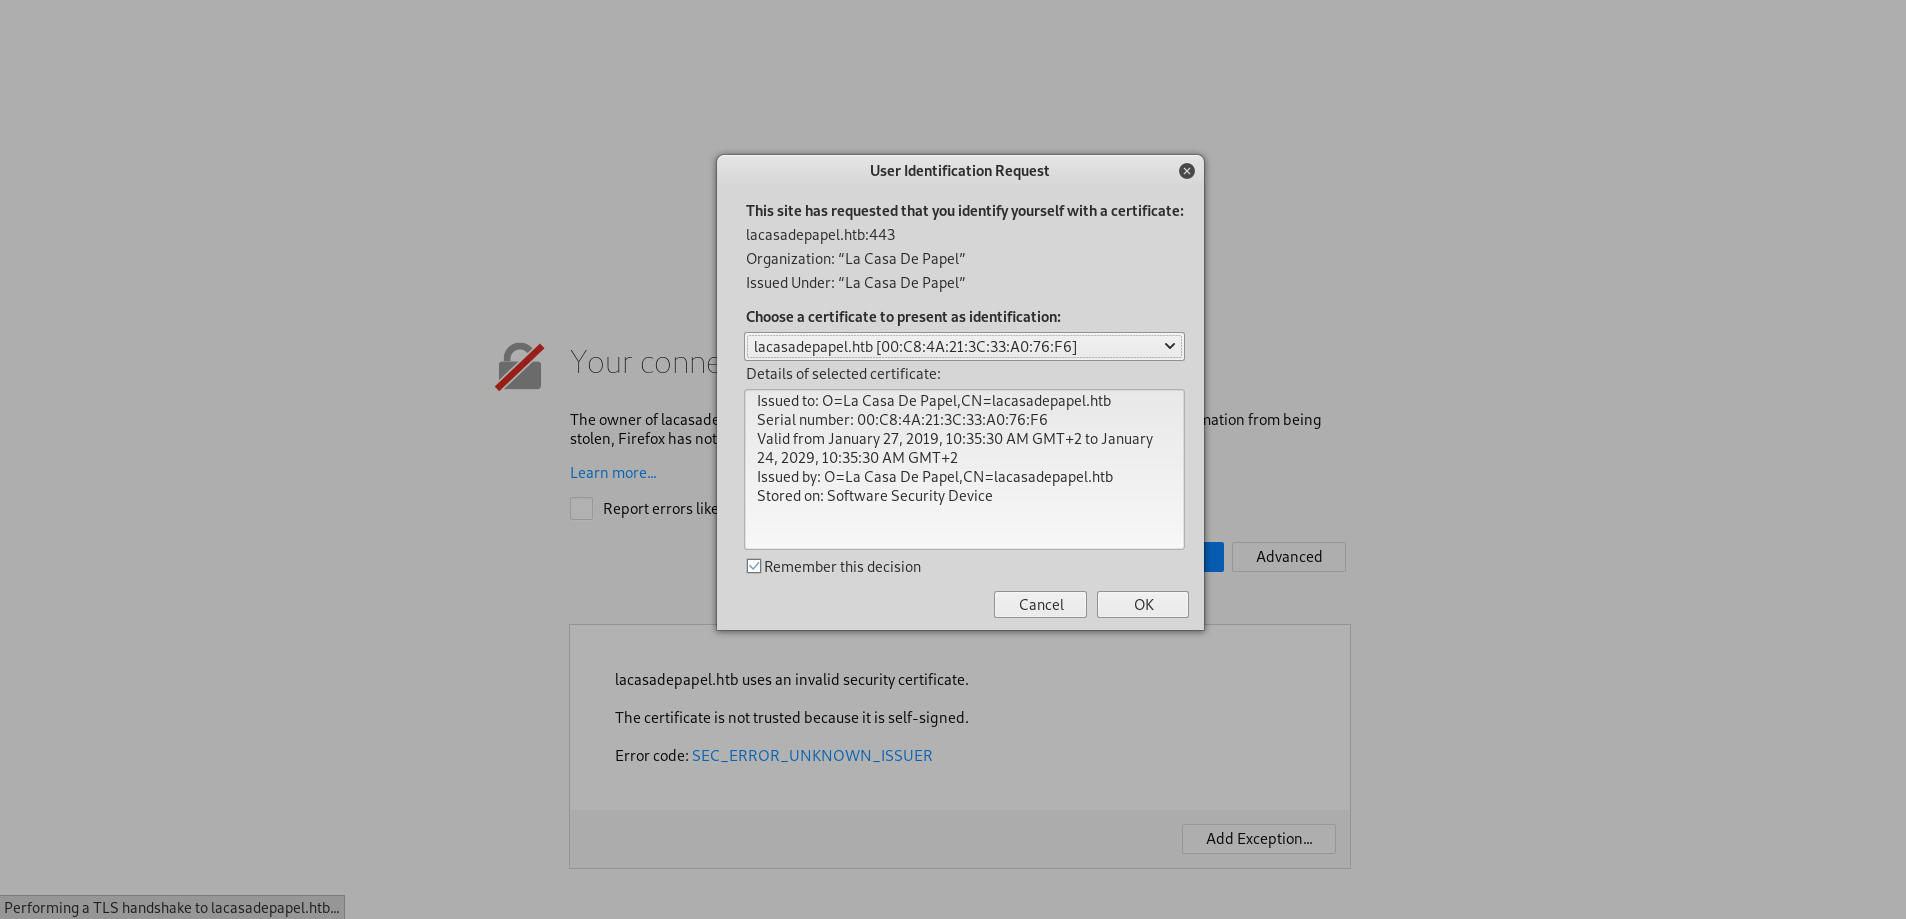 User Identification Request
This site has requested that you identify yourself with a certificate:
lacasadepapel.htb:443
Organization: “La Casa De Papel”
Issued Under: “La Casa De Papel”
Choose a certificate to present as identification:
lacasadepapel.htb [00:C8:4A:21:3C:33:A0:76:F6]
Details of selected certificate:
Issued to: O=La Casa De Papel,CN=lacasadepapel.htb
Serial number: 00:C8:4A:21:3C:33:A0:76:F6
Valid from January 27, 2019, 10:35:30 AM GMT+2 to January
24, 2029, 10:35:30 AM GMT+2
Issued by: O=La Casa De Papel,CN=lacasadepapel.htb
Stored on: Software Security Device
Remember this decision
Cancel
OK
Your conne
The owner of lacasade mation from being
stolen, Firefox has not
Learn more...
Report errors like
Advanced
lacasadepapel.htb uses an invalid security certificate.
The certificate is not trusted because it is self-signed.
Error code: SEC_ERROR_UNKNOWN_ISSUER
Add Exception...
Performing a TLS handshake to lacasadepapel.htb...